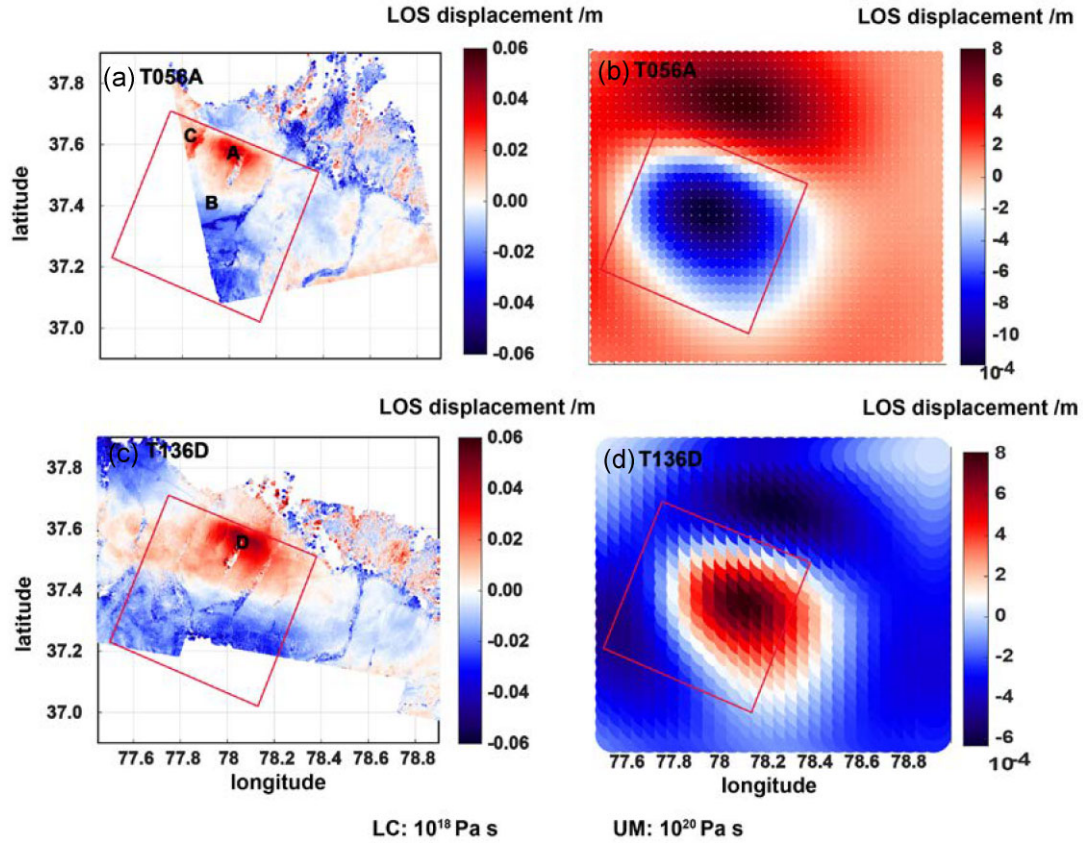 LOS displacement /m
LOS displacement /m
(a) T056A
C
A
B
latitude
37.8
37.6
37.4
37.2
37.0
0.06
0.04
0.02
0.00
-0.02
-0.04
-0.06
(b) T056A
8
6
4
2
0
-2
-4
-6
-8
-10
10-4
LOS displacement /m
LOS displacement /m
(c) T136D
D
latitude
37.8
37.6
37.4
37.2
37.0
77.6 77.8 78 78.2 78.4 78.6 78.8
longitude
0.06
0.04
0.02
0.00
-0.02
-0.04
-0.06
(d) T136D
8
6
4
2
0
-2
-4
-6
10-4
77.6 77.8 78 78.2 78.4 78.6 78.8
longitude
LC: 10¹⁸ Pa s UM: 10²⁰ Pa s